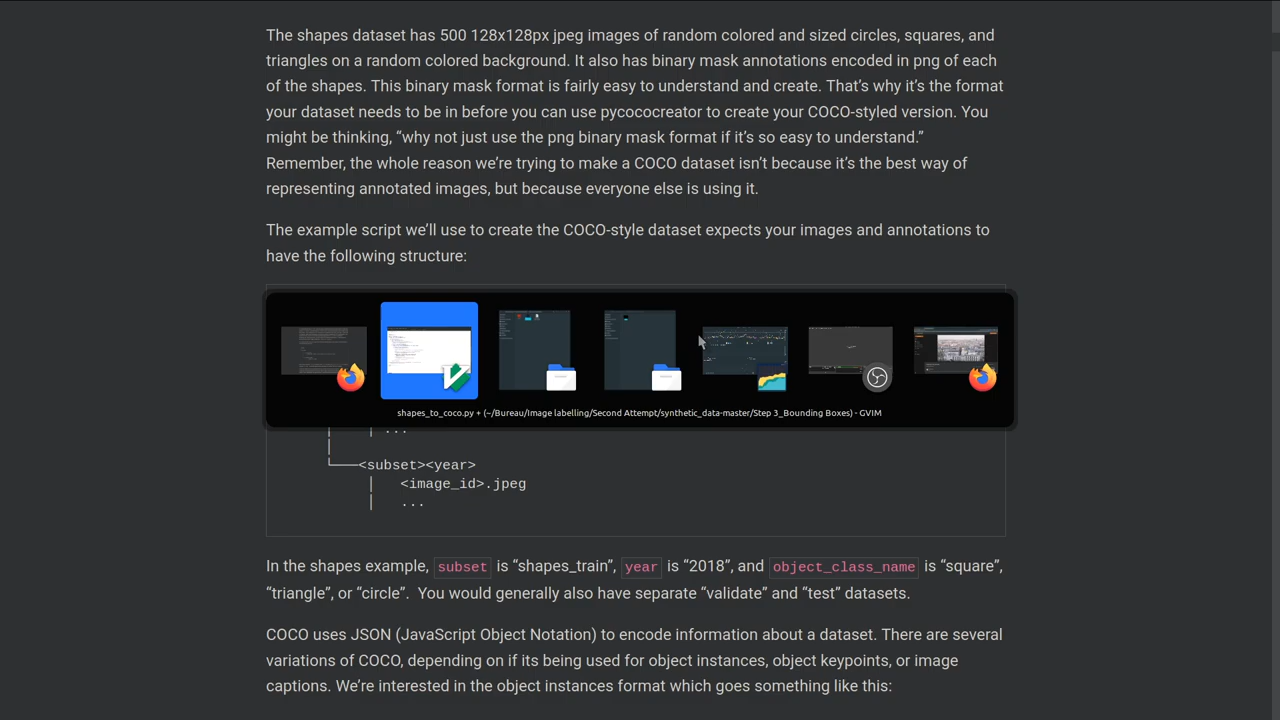 The shapes dataset has 500 128x128px jpeg images of random colored and sized circles, squares, and
triangles on a random colored background. It also has binary mask annotations encoded in png of each
of the shapes. This binary mask format is fairly easy to understand and create. That’s why it’s the format
your dataset needs to be in before you can use pycococreator to create your COCO-styled version. You
might be thinking, “why not just use the png binary mask format if it’s so easy to understand.”
Remember, the whole reason we’re trying to make a COCO dataset isn’t because it’s the best way of
representing annotated images, but because everyone else is using it.
The example script we’ll use to create the COCO-style dataset expects your images and annotations to
have the following structure:
shapes_to_coco.py + (~/Bureau/Image labelling/Second Attempt/synthetic_data-master/Step 3_Bounding Boxes) - GVIM
│ ...
│
└───<subset><year>
│ <image_id>.jpeg
│ ...
In the shapes example, subset is “shapes_train”, year is “2018”, and object_class_name is “square”,
“triangle”, or “circle”. You would generally also have separate “validate” and “test” datasets.
COCO uses JSON (JavaScript Object Notation) to encode information about a dataset. There are several
variations of COCO, depending on if its being used for object instances, object keypoints, or image
captions. We’re interested in the object instances format which goes something like this: